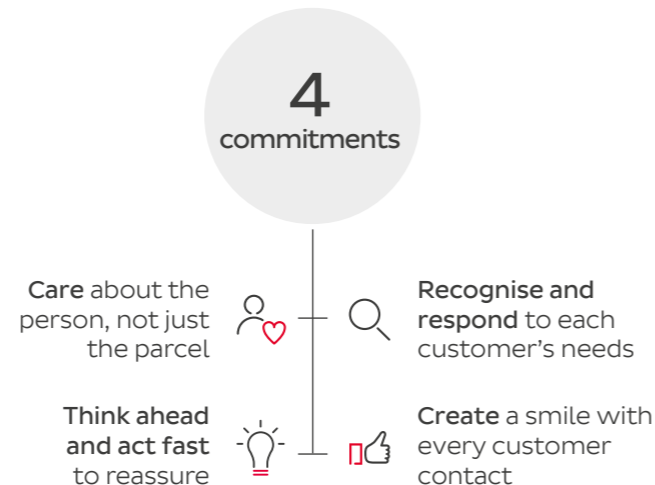 4
commitments
Care about the
person, not just
the parcel
Recognise and
respond to each
customer's needs
Think ahead
and act fast
to reassure
Create a smile with
every customer
contact